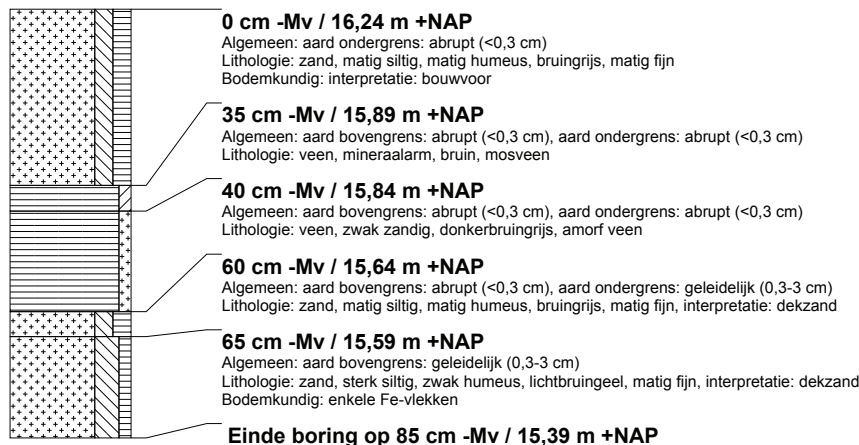 0 cm -Mv / 16,24 m +NAP
Algemeen: aard ondergrens: abrupt (<0,3 cm)
Lithologie: zand, matig siltig, matig humeus, bruingrijs, matig fijn
Bodemkundig: interpretatie: bouwvoor
35 cm -Mv / 15,89 m +NAP
Algemeen: aard bovengrens: abrupt (<0,3 cm), aard ondergrens: abrupt (<0,3 cm)
Lithologie: veen, mineraalarm, bruin, mosveen
40 cm -Mv / 15,84 m +NAP
Algemeen: aard bovengrens: abrupt (<0,3 cm), aard ondergrens: abrupt (<0,3 cm)
Lithologie: veen, zwak zandig, donkerbruingrijs, amorf veen
60 cm -Mv / 15,64 m +NAP
Algemeen: aard bovengrens: abrupt (<0,3 cm), aard ondergrens: geleidelijk (0,3-3 cm)
Lithologie: zand, matig siltig, matig humeus, bruingrijs, matig fijn, interpretatie: dekzand
65 cm -Mv / 15,59 m +NAP
Algemeen: aard bovengrens: geleidelijk (0,3-3 cm)
Lithologie: zand, sterk siltig, zwak humeus, lichtbruingeel, matig fijn, interpretatie: dekzand
Bodemkundig: enkele Fe-vlekken
Einde boring op 85 cm -Mv / 15,39 m +NAP